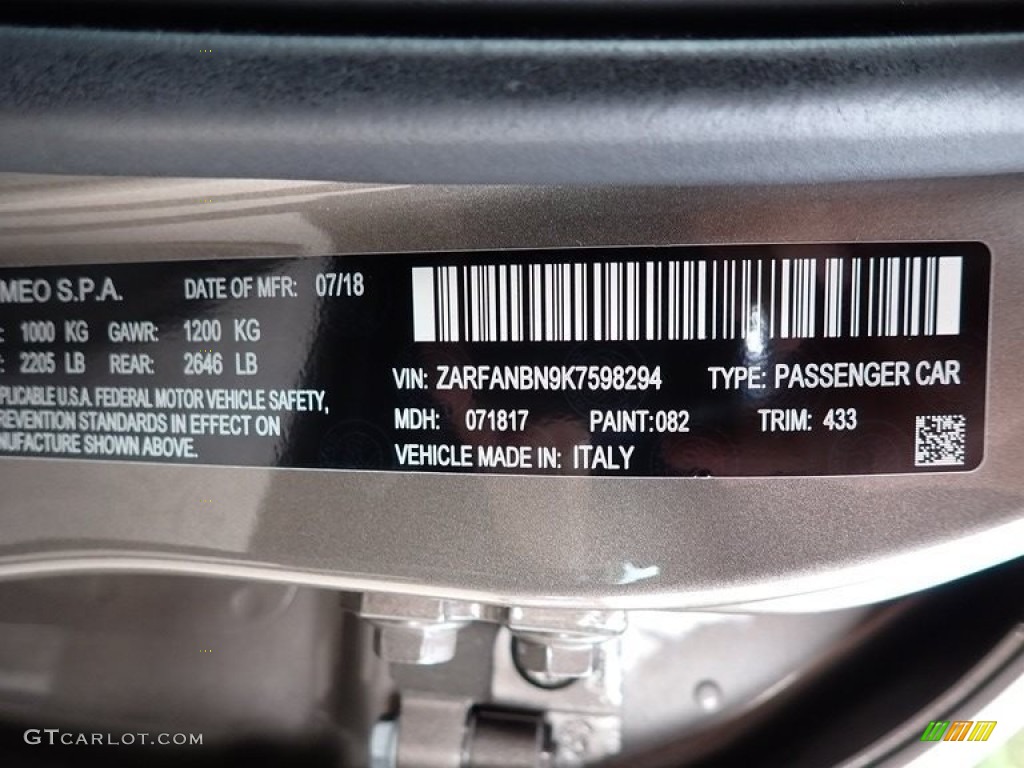 MEO S.P.A. DATE OF MFR: 07/18
1000 KG GAWR: 1200 KG
2205 LB REAR: 2646 LB
PLICABLE U.S.A. FEDERAL MOTOR VEHICLE SAFETY,
REVENTION STANDARDS IN EFFECT ON
NUFACTURE SHOWN ABOVE.
VIN: ZARFANBN9K7598294 TYPE: PASSENGER CAR
MDH: 071817 PAINT:082 TRIM: 433
VEHICLE MADE IN: ITALY
GTCARLOT.COM